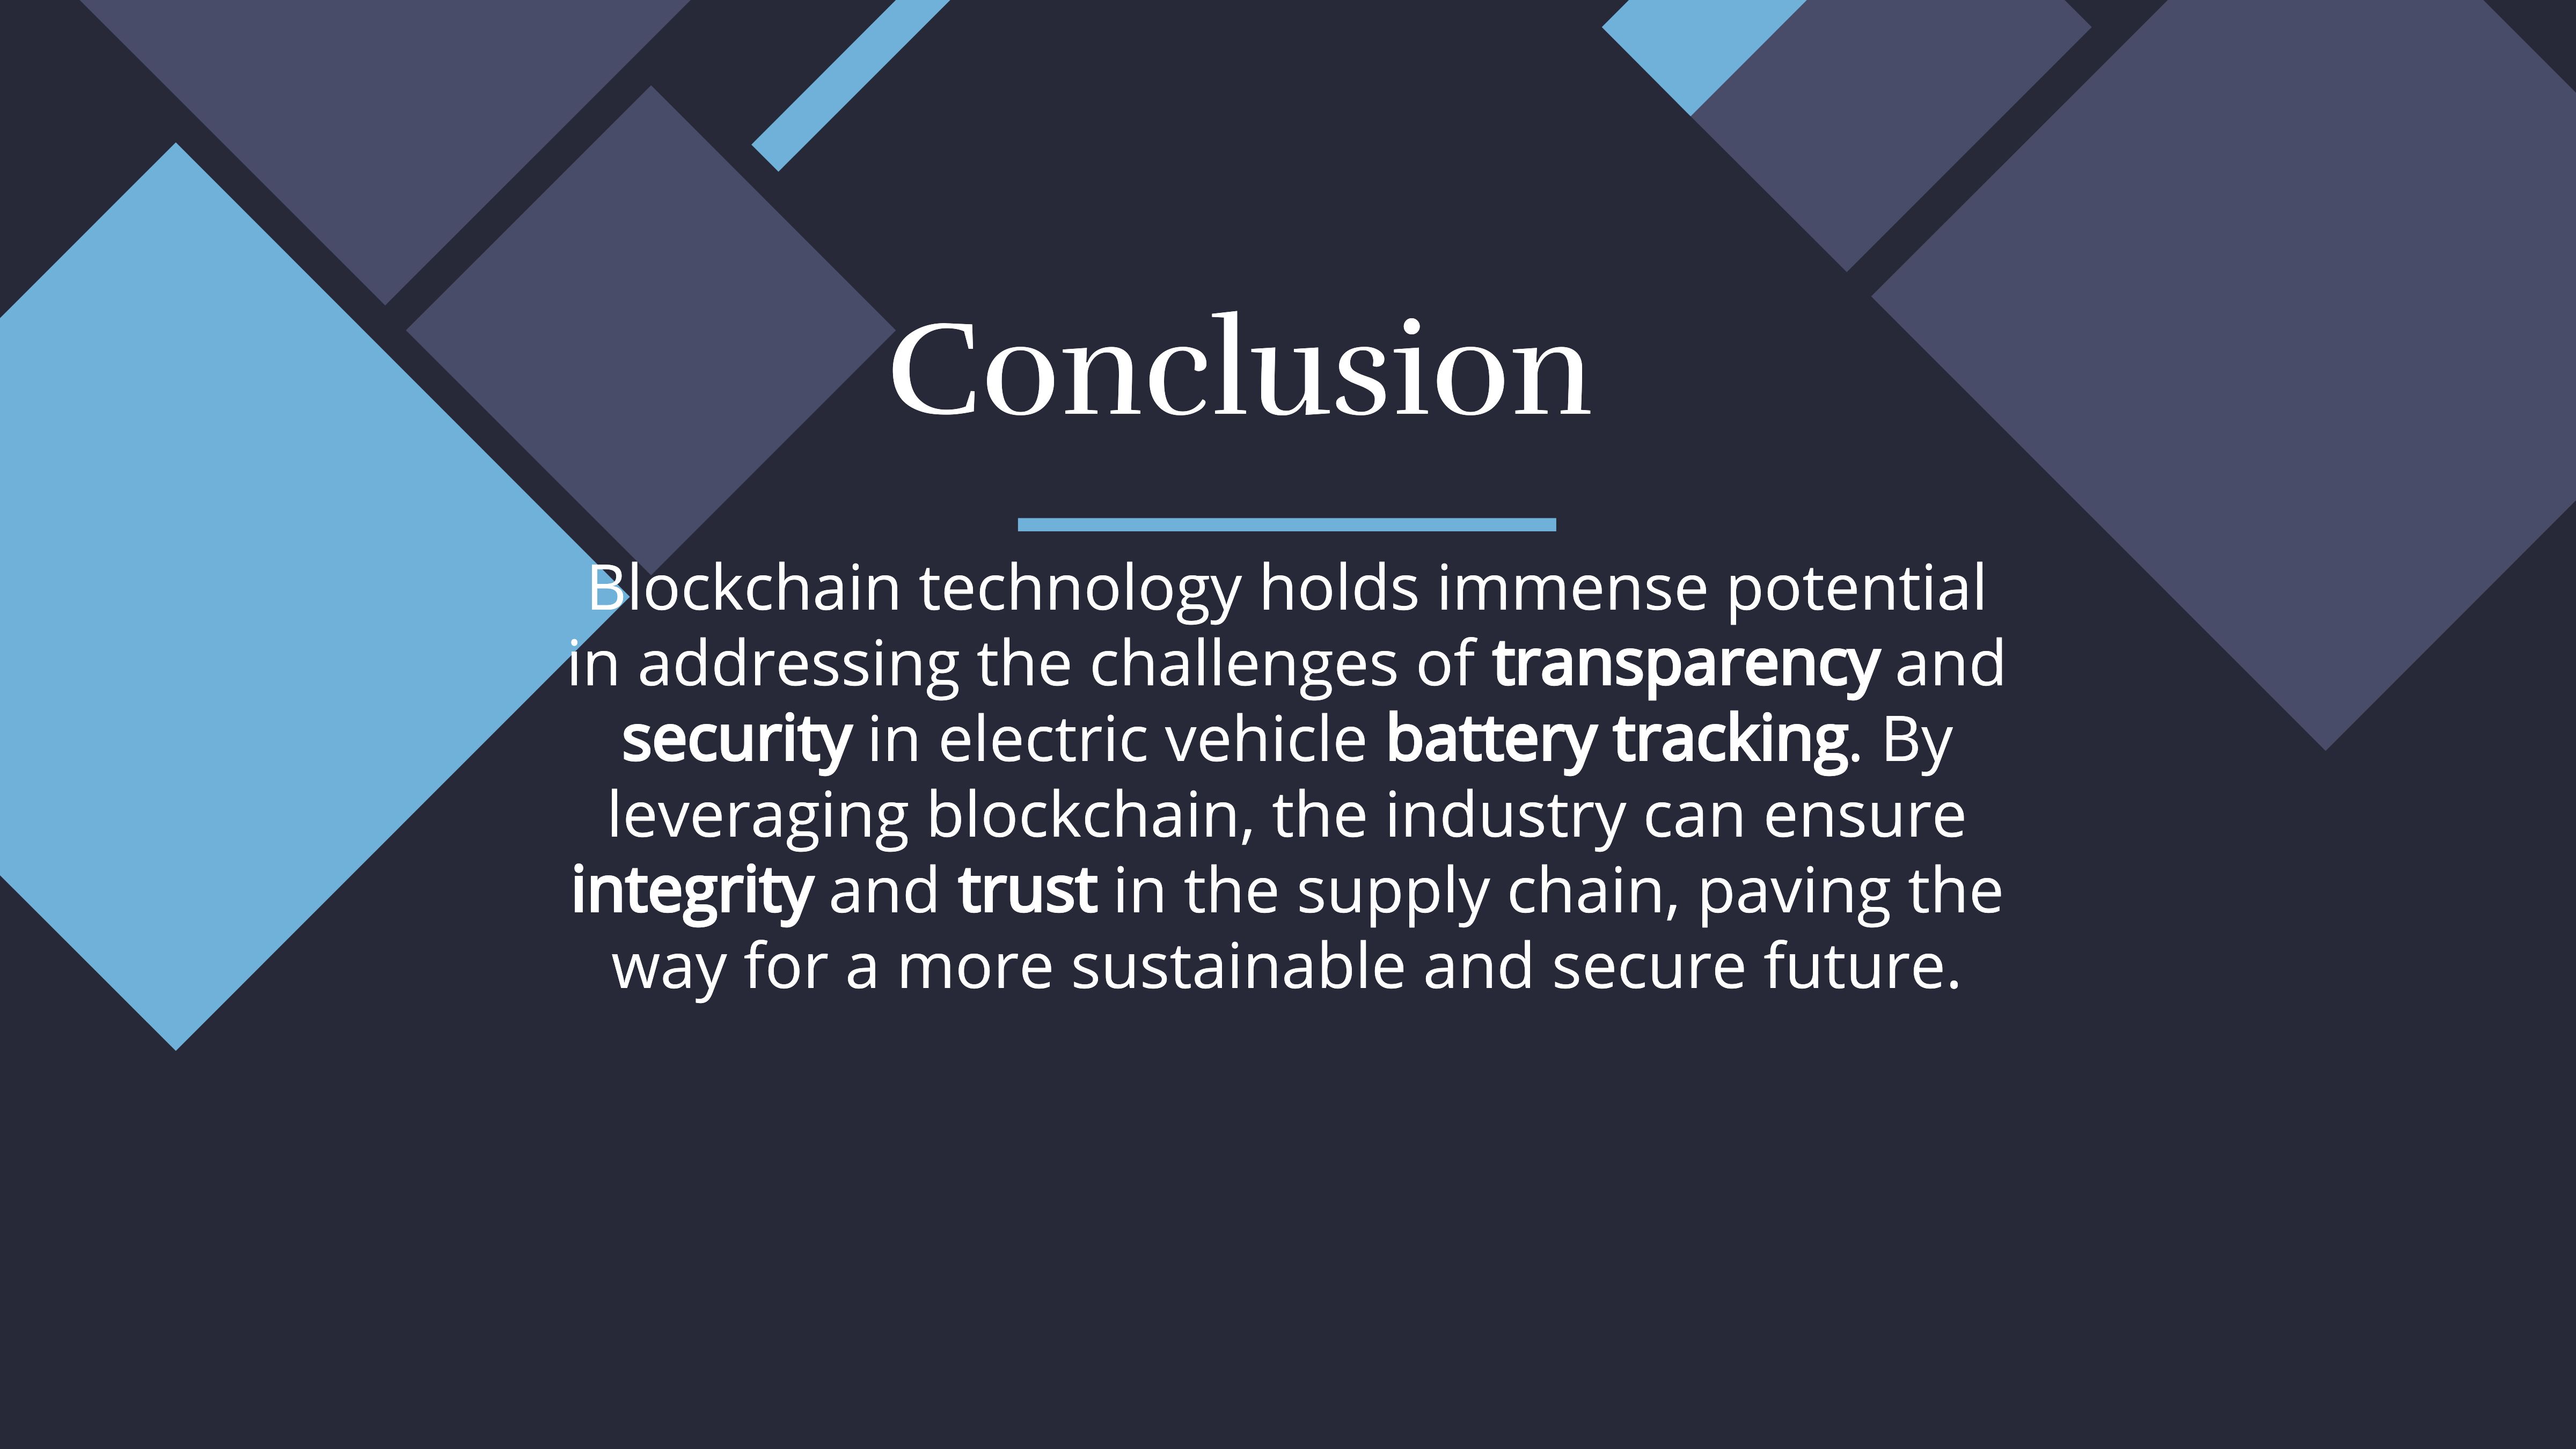 Conclusion
Blockchain technology holds immense potential
in addressing the challenges of transparency and
security in electric vehicle battery tracking. By
leveraging blockchain, the industry can ensure
integrity and trust in the supply chain, paving the
way for a more sustainable and secure future.